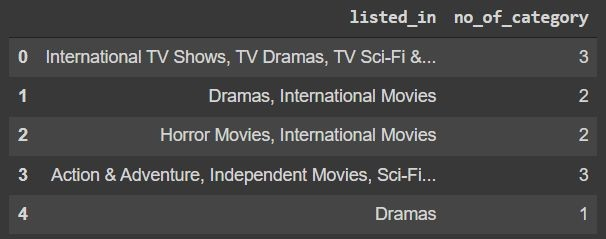 listed_in no_of_category
0 International TV Shows, TV Dramas, TV Sci-Fi &... 3
1 Dramas, International Movies 2
2 Horror Movies, International Movies 2
3 Action & Adventure, Independent Movies, Sci-Fi... 3
4 Dramas 1